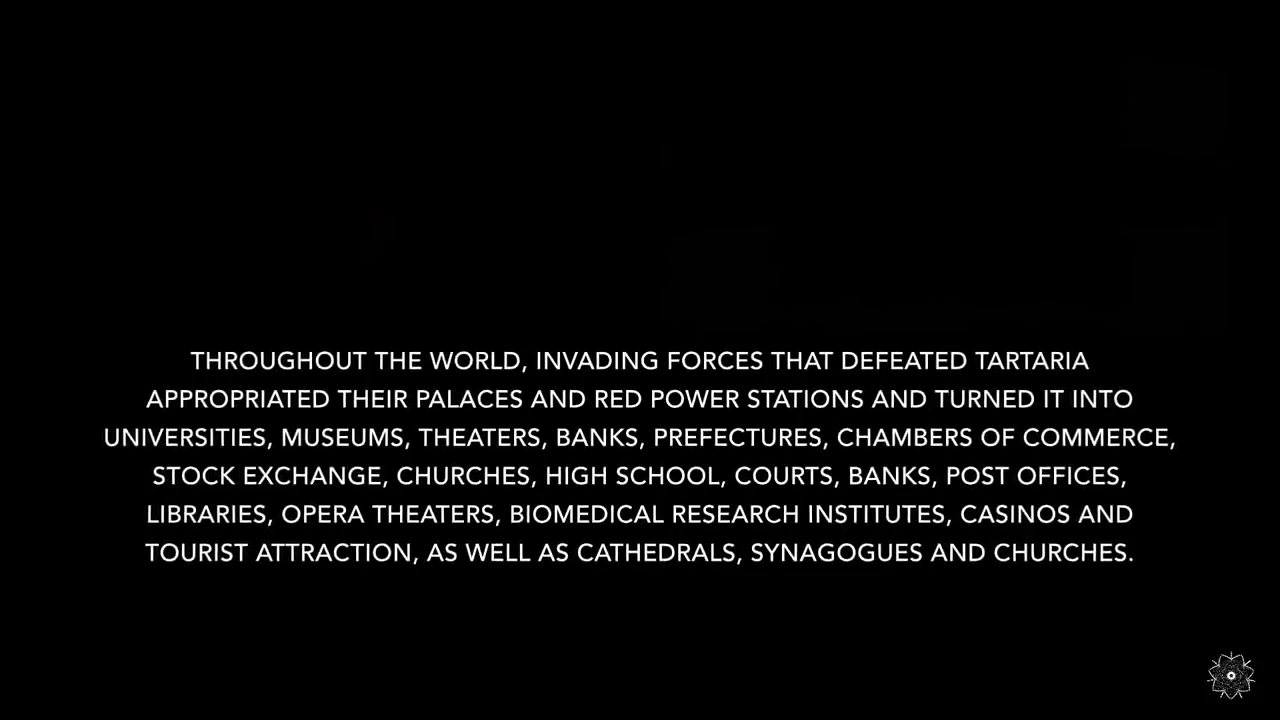 THROUGHOUT THE WORLD, INVADING FORCES THAT DEFEATED TARTARIA
APPROPRIATED THEIR PALACES AND RED POWER STATIONS AND TURNED IT INTO
UNIVERSITIES, MUSEUMS, THEATERS, BANKS, PREFECTURES, CHAMBERS OF COMMERCE,
STOCK EXCHANGE, CHURCHES, HIGH SCHOOL, COURTS, BANKS, POST OFFICES,
LIBRARIES, OPERA THEATERS, BIOMEDICAL RESEARCH INSTITUTES, CASINOS AND
TOURIST ATTRACTION, AS WELL AS CATHEDRALS, SYNAGOGUES AND CHURCHES.